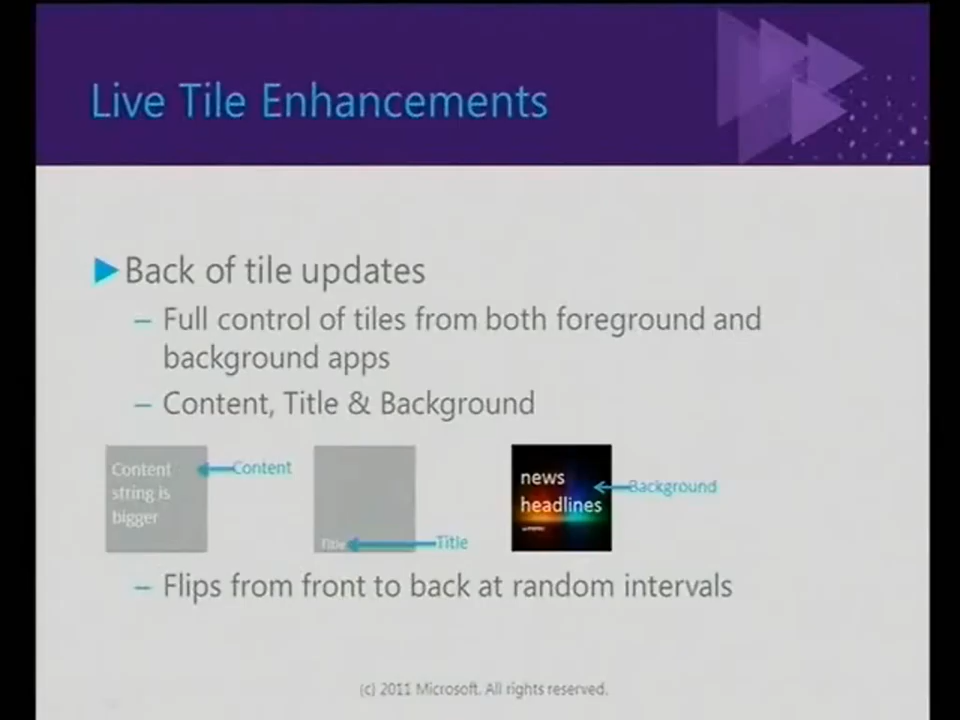 Live Tile Enhancements
Back of tile updates
– Full control of tiles from both foreground and
background apps
– Content, Title & Background
Content
string is
bigger
Content
Title
Title
news
headlines
Background
– Flips from front to back at random intervals
(c) 2011 Microsoft. All rights reserved.